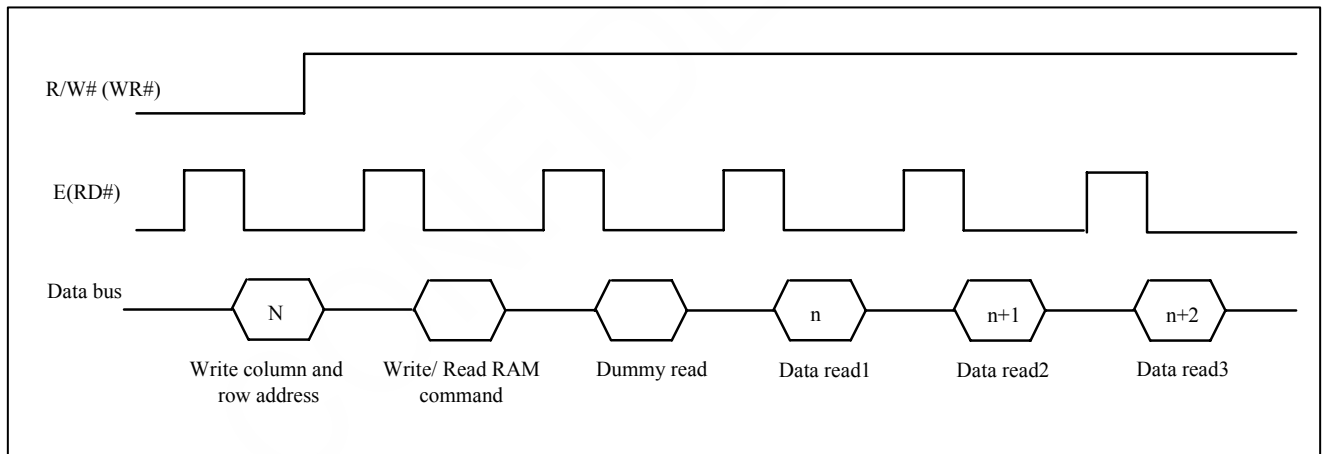 R/W# (WR#)
E(RD#)
Data bus
N
n
n+1
n+2
Write column and
row address
Write/ Read RAM
command
Dummy read
Data read1
Data read2
Data read3